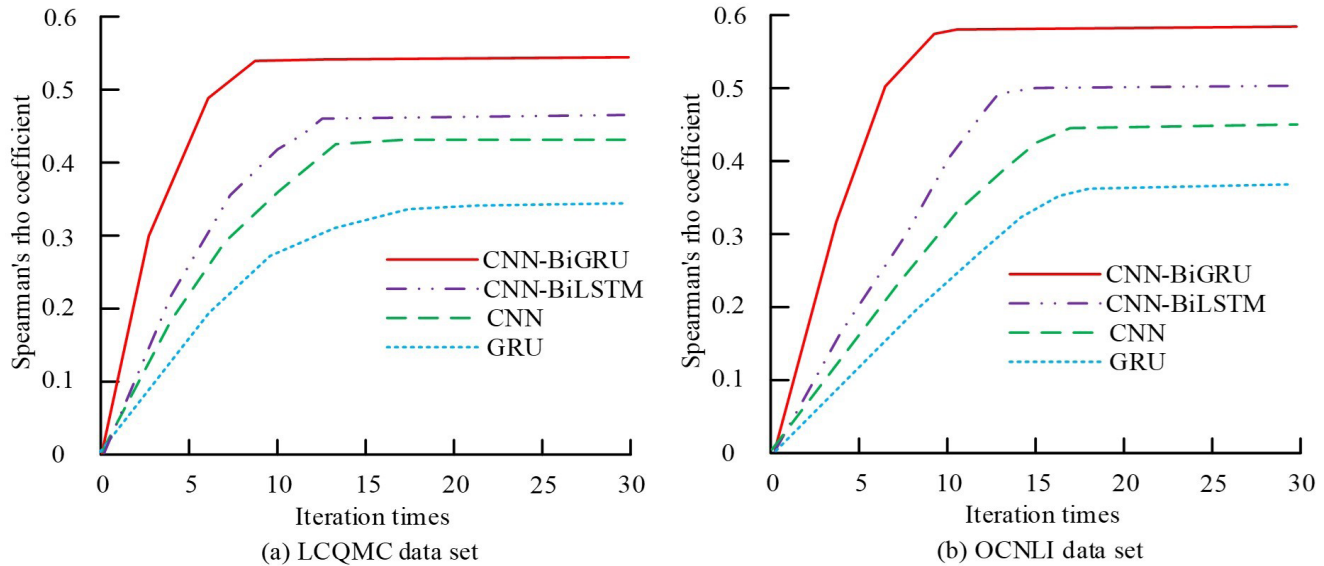 Spearman's rho coefficient
0.6
0.5
0.4
0.3
0.2
0.1
0
CNN-BiGRU
CNN-BiLSTM
CNN
GRU
0 5 10 15 20 25 30
Iteration times
(a) LCQMC data set
Spearman's rho coefficient
0.6
0.5
0.4
0.3
0.2
0.1
0
CNN-BiGRU
CNN-BiLSTM
CNN
GRU
0 5 10 15 20 25 30
Iteration times
(b) OCNLI data set